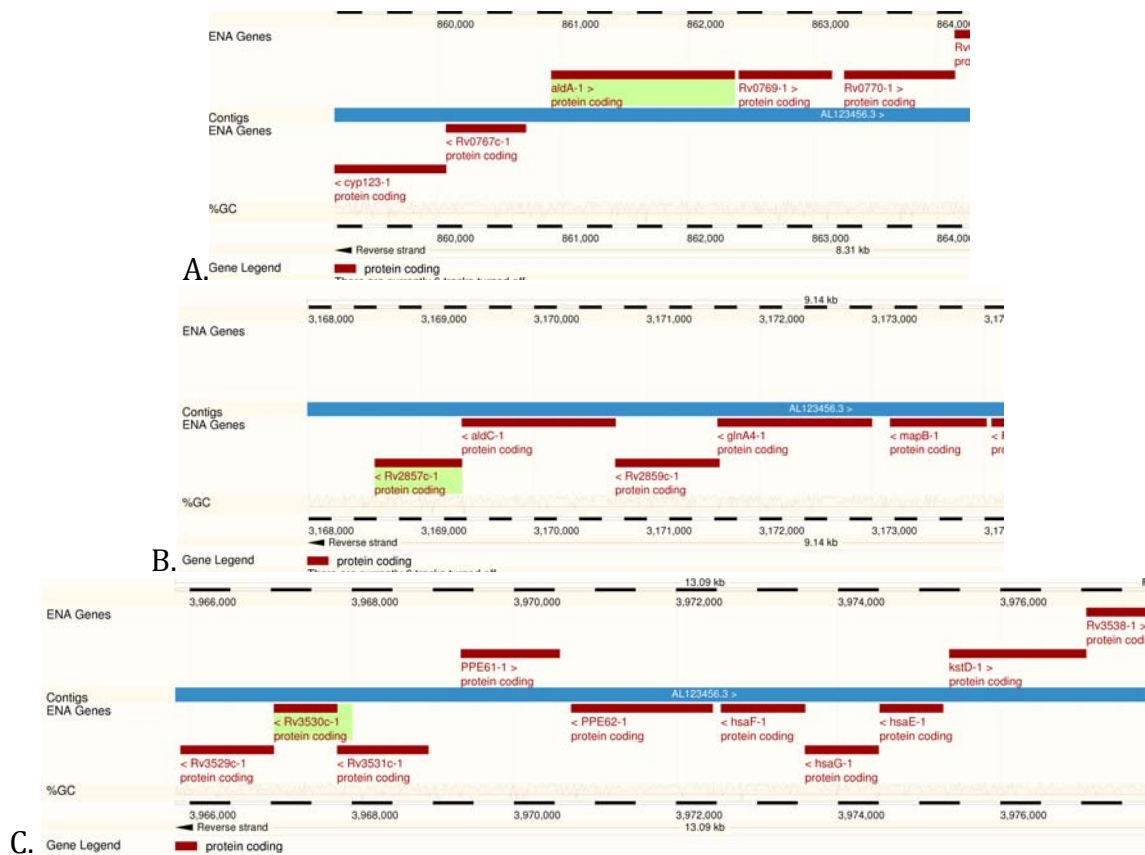 860,000 861,000 862,000 863,000 864,000
ENA Genes
aldA-1 > Rv0769-1 > Rv0770-1 >
protein coding protein coding protein coding
AL123456.3 >
Contigs
ENA Genes
< Rv0767c-1
protein coding
< cyp123-1
protein coding
%GC
860,000 861,000 862,000 863,000 864,000
Reverse strand 8.31 kb
Gene Legend protein coding
There are currently 6 tracks turned off
A.
9.14 kb
3,168,000 3,169,000 3,170,000 3,171,000 3,172,000 3,173,000 3,17
ENA Genes
AL123456.3 >
Contigs
ENA Genes
< aldC-1 < glnA4-1 < mapB-1
protein coding protein coding protein coding
< Rv2857c-1 < Rv2859c-1
protein coding protein coding
%GC
3,168,000 3,169,000 3,170,000 3,171,000 3,172,000 3,173,000 3,17
Reverse strand 9.14 kb
Gene Legend protein coding
B.
13.09 kb
3,966,000 3,968,000 3,970,000 3,972,000 3,974,000 3,976,000
ENA Genes
Rv3538-1 >
protein codi
PPE61-1 > kstD-1 >
protein coding protein coding
AL123456.3 >
Contigs
ENA Genes
< Rv3530c-1 < PPE62-1 < hsaF-1 < hsaE-1
protein coding protein coding protein coding protein coding
< Rv3529c-1 < Rv3531c-1 < hsaG-1
protein coding protein coding protein coding
%GC
3,966,000 3,968,000 3,970,000 3,972,000 3,974,000 3,976,000
Reverse strand 13.09 kb
C. Gene Legend protein coding